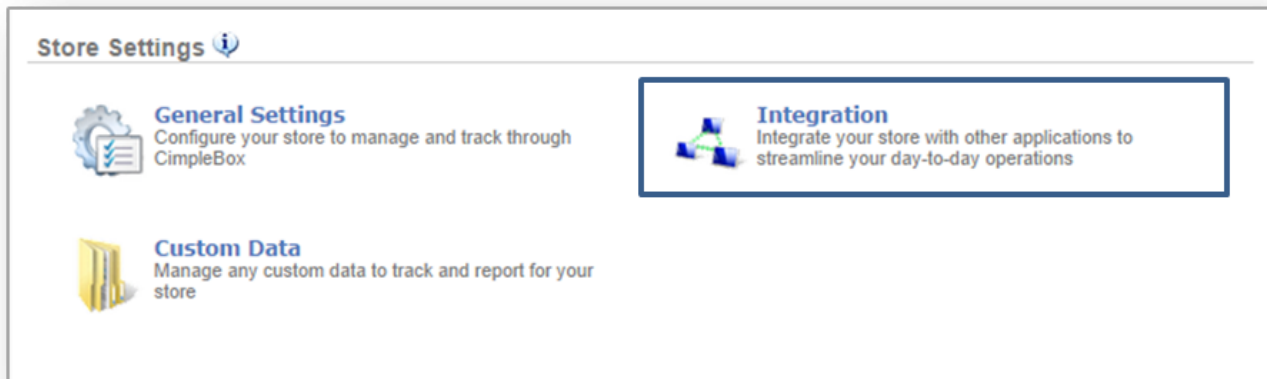 Store Settings
General Settings
Configure your store to manage and track through
CimpleBox
Integration
Integrate your store with other applications to
streamline your day-to-day operations
Custom Data
Manage any custom data to track and report for your
store